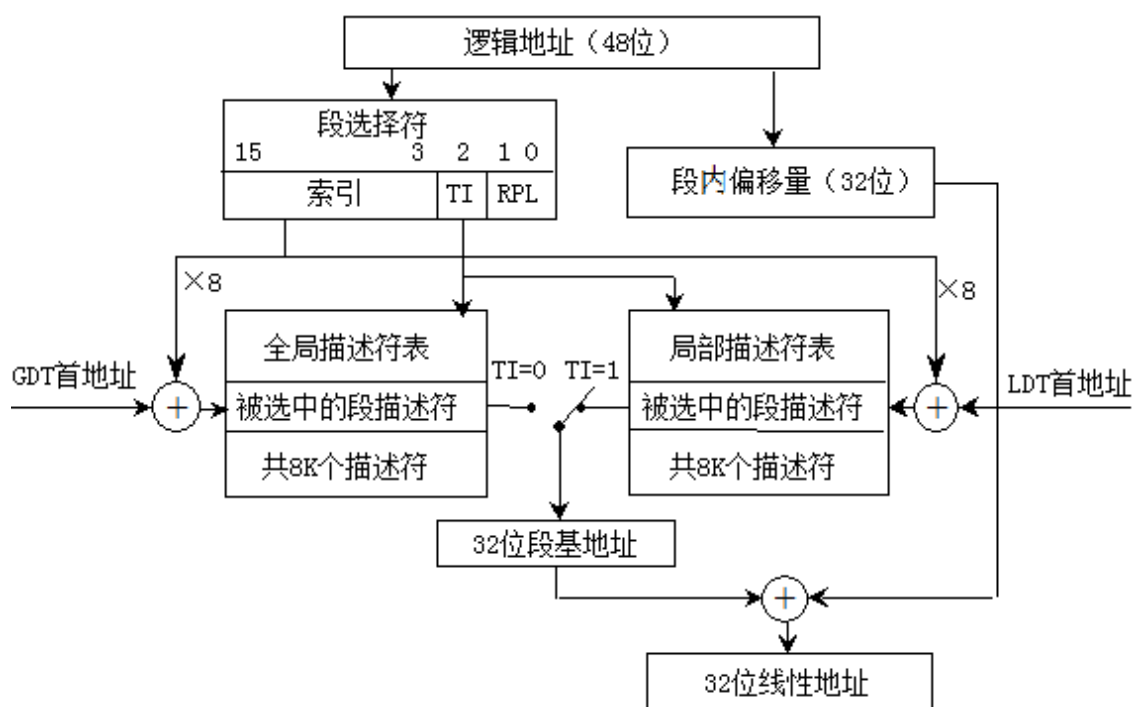 逻辑地址（48位）
段选择符
15 3 2 1 0
索引 TI RPL
段内偏移量（32位）
×8
×8
全局描述符表
局部描述符表
GDT首地址
TI=0 TI=1
LDT首地址
+
被选中的段描述符
被选中的段描述符
+
共8K个描述符
共8K个描述符
32位段基地址
+
32位线性地址